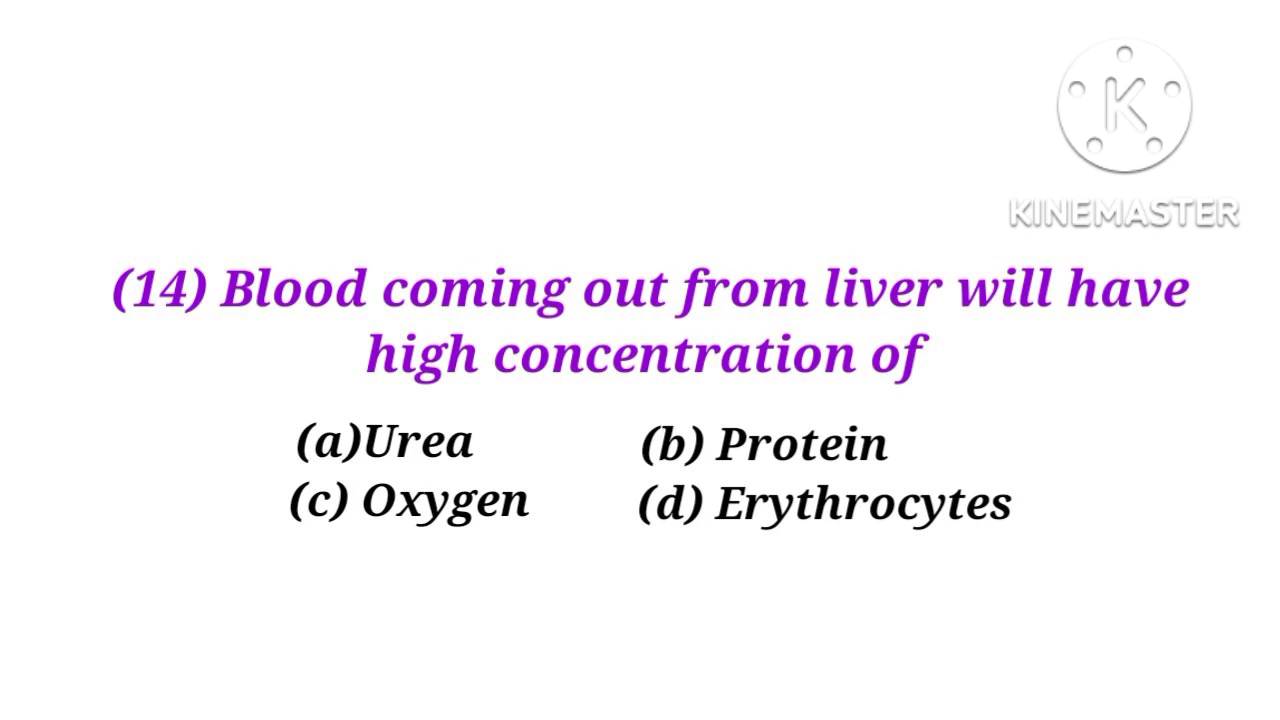 K
KINEMASTER
(14) Blood coming out from liver will have
high concentration of
(a)Urea (b) Protein
(c) Oxygen (d) Erythrocytes